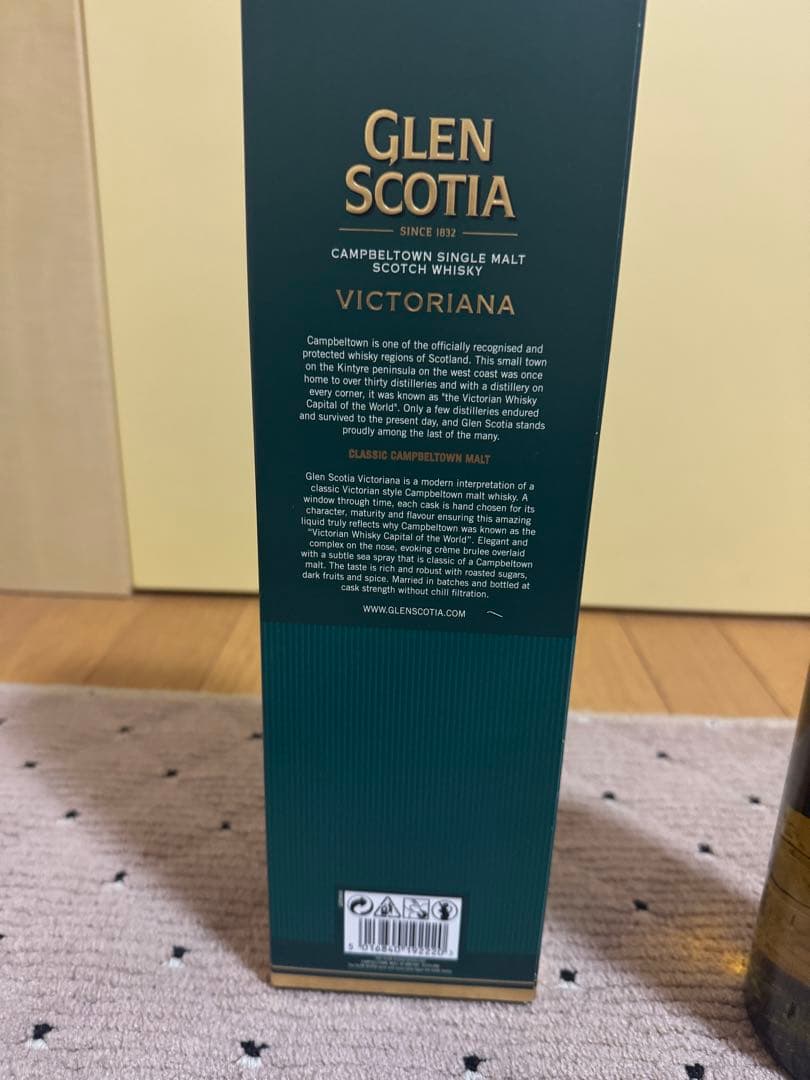 GLEN
SCOTIA
SINCE 1832
CAMPBELTOWN SINGLE MALT
SCOTCH WHISKY
VICTORIANA
Campbeltown is one of the officially recognised and
protected whisky regions of Scotland. This small town
on the Kintyre peninsula on the west coast was once
home to over thirty distilleries and with a distillery on
every corner, it was known as "the Victorian Whisky
Capital of the World". Only a few distilleries endured
and survived to the present day, and Glen Scotia stands
proudly among the last of the many.
CLASSIC CAMPBELTOWN MALT
Glen Scotia Victoriana is a modern interpretation of a
classic Victorian style Campbeltown malt whisky. A
window through time, each cask is hand chosen for its
character, maturity and flavour ensuring this amazing
liquid truly reflects why Campbeltown was known as the
"Victorian Whisky Capital of the World". Elegant and
complex on the nose, evoking crème brulee overlaid
with a subtle sea spray that is classic of a Campbeltown
malt. The taste is rich and robust with roasted sugars,
dark fruits and spice. Married in batches and bottled at
cask strength without chill filtration.
WWW.GLENSCOTIA.COM